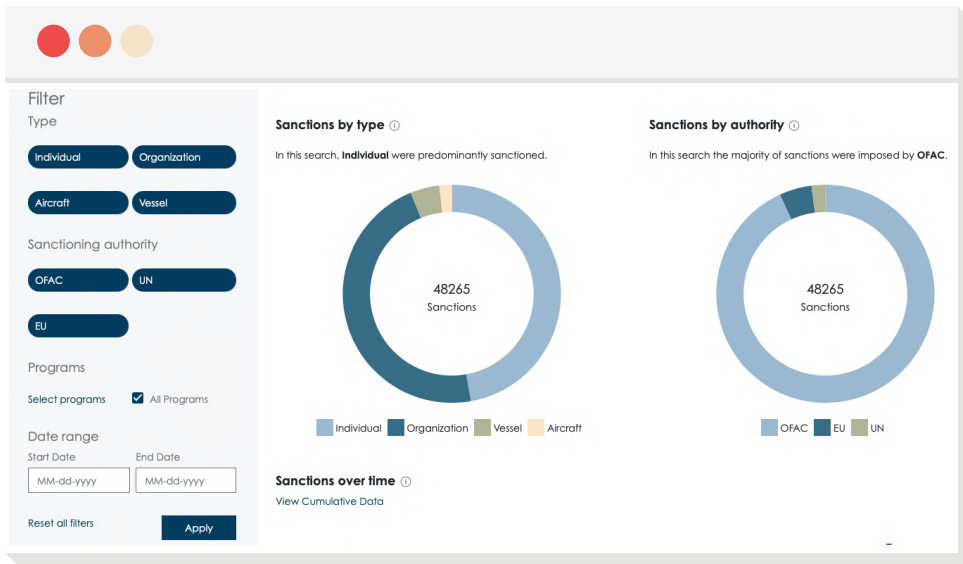 Filter
Type
Individual Organization
Aircraft Vessel
Sanctioning authority
OFAC UN
EU
Programs
Select programs All Programs
Date range
Start Date End Date
MM-dd-yyyy MM-dd-yyyy
Reset all filters Apply
Sanctions by type
In this search, Individual were predominantly sanctioned.
48265
Sanctions
Individual Organization Vessel Aircraft
Sanctions by authority
In this search the majority of sanctions were imposed by OFAC.
48265
Sanctions
OFAC EU UN
Sanctions over time
View Cumulative Data